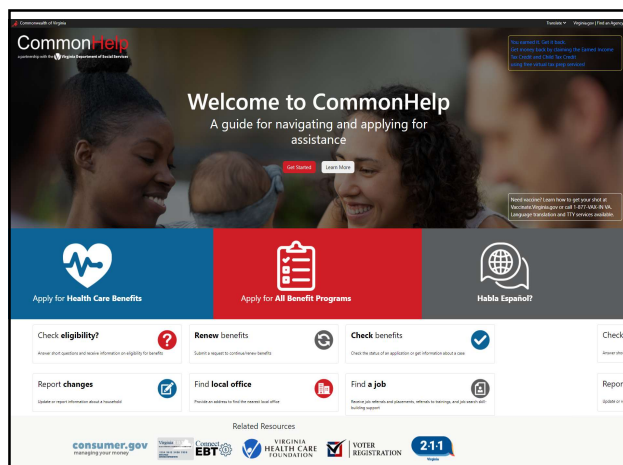 Commonwealth of Virginia
Translate
Virginia.gov | Find an Agency
CommonHelp
a partnership with the Virginia Department of Social Services
You earned it. Get it back.
Get money back by claiming the Earned Income
Tax Credit and Child Tax Credit
using free virtual tax prep services!
Welcome to CommonHelp
A guide for navigating and applying for
assistance
Get Started
Learn More
Need vaccine? Learn how to get your shot at
Vaccinate.Virginia.gov or call 1-877-VAX-IN VA.
Language translation and TTY services available.
Apply for Health Care Benefits
Apply for All Benefit Programs
Habla Español?
Check eligibility?
Answer short questions and receive information on eligibility for benefits
Renew benefits
Submit a request to continue/renew benefits
Check benefits
Check the status of an application or get information about a case
Check
Answer sho
Report changes
Update or report information about a household
Find local office
Provide an address to find the nearest local office
Find a job
Receive job referrals and placements, referrals to trainings, and job search skill-
building support
Repor
Update or r
Related Resources
consumer.gov
managing your money
Virginia
Connect
EBT
VIRGINIA
HEALTH CARE
FOUNDATION
VOTER
REGISTRATION
2·1·1
Virginia